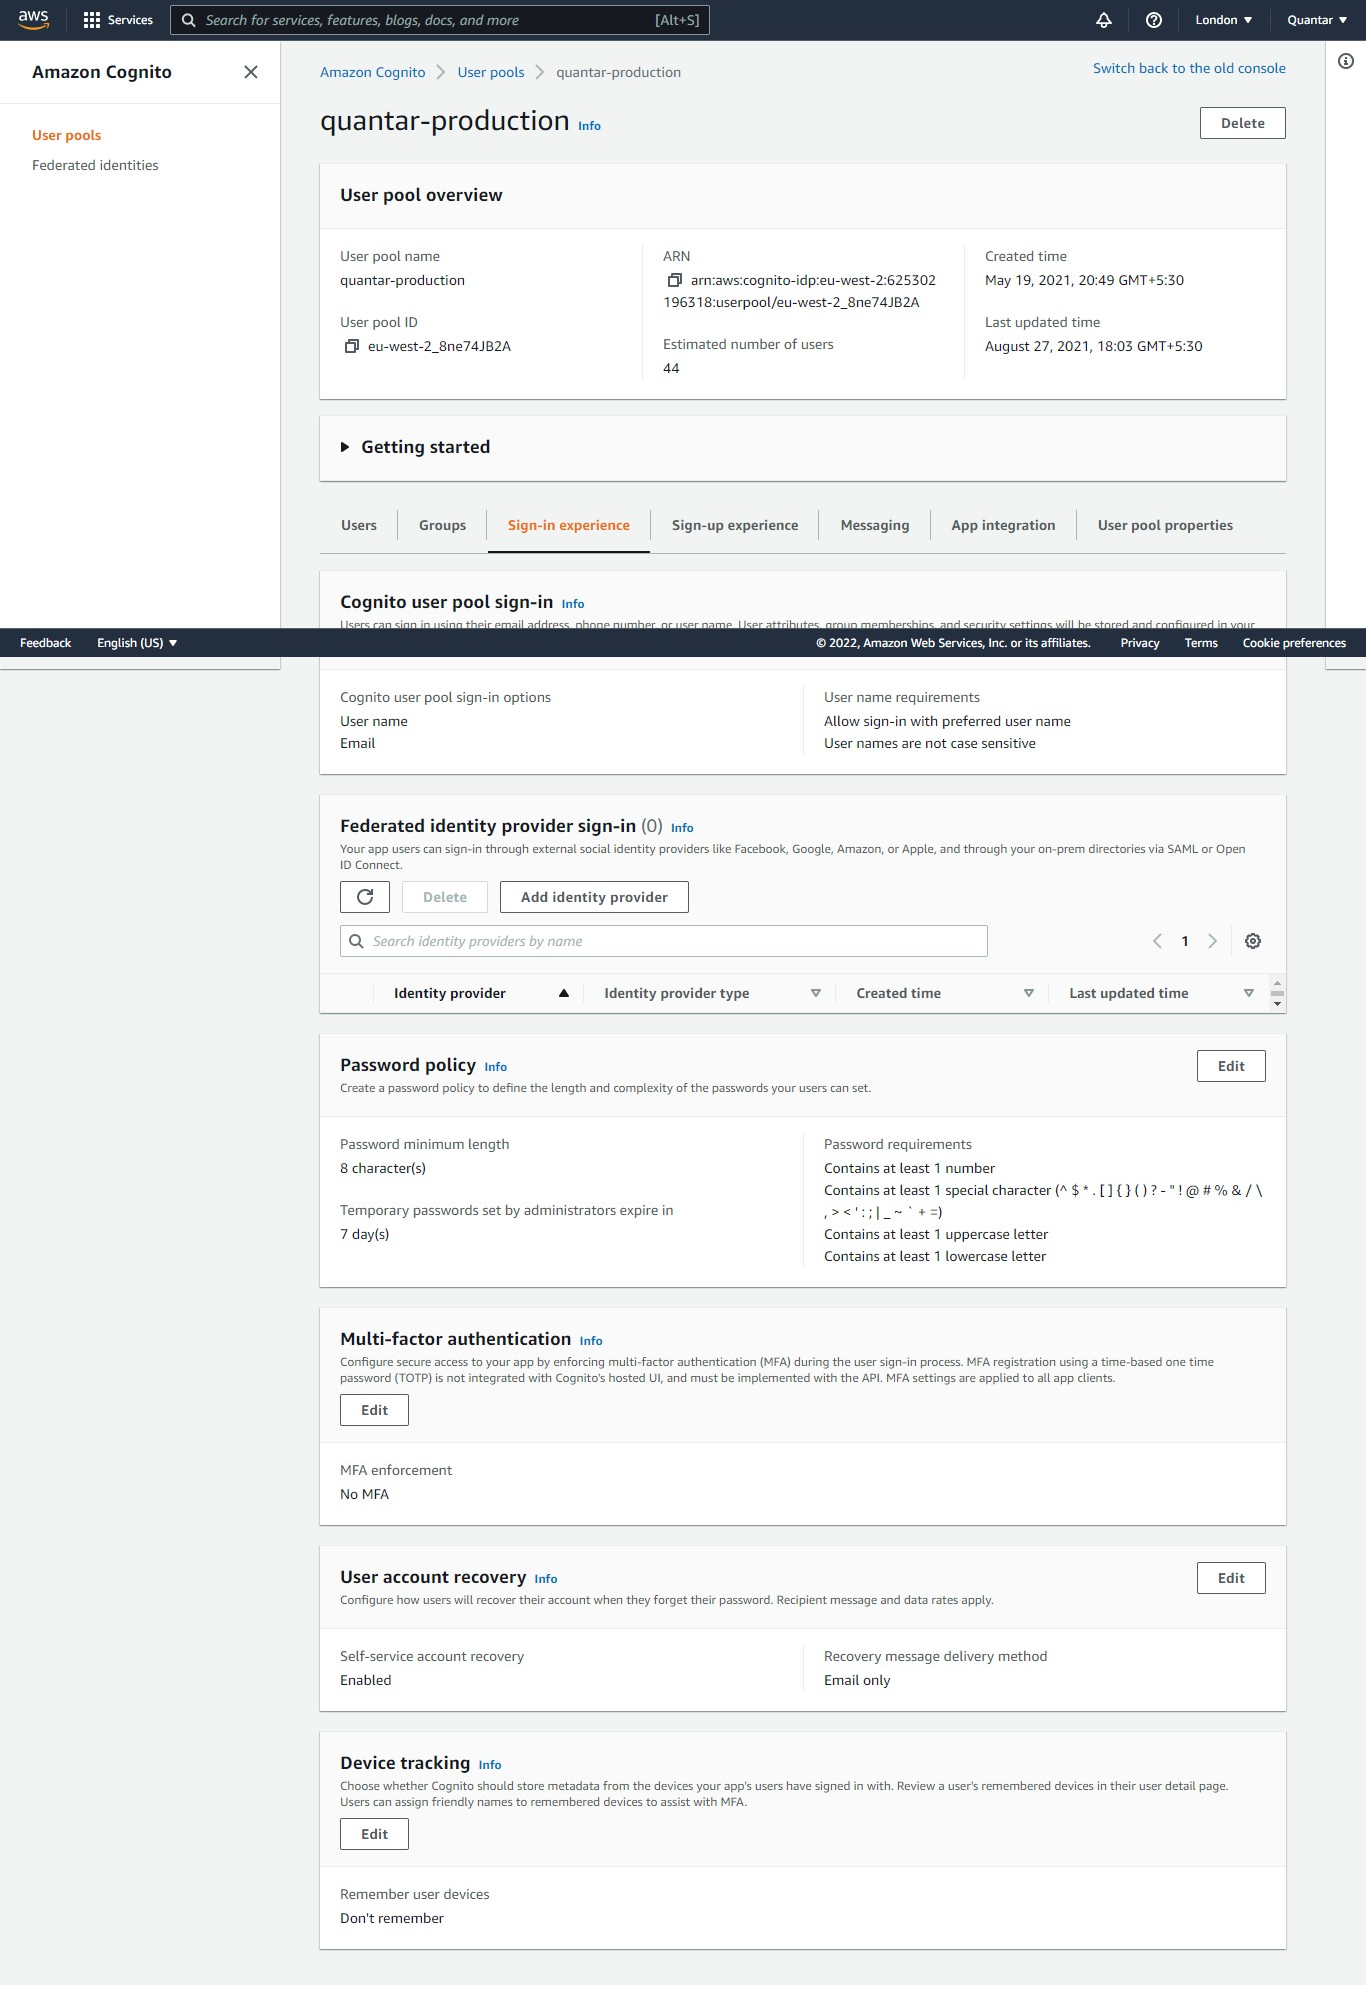 aws
Services
Search for services, features, blogs, docs, and more
[Alt+S]
London
Quantar
Amazon Cognito
User pools
Federated identities
Amazon Cognito
User pools
quantar-production
Switch back to the old console
quantar-production Info
Delete
User pool overview
User pool name
quantar-production
User pool ID
eu-west-2_8ne74JB2A
ARN
arn:aws:cognito-idp:eu-west-2:625302
196318:userpool/eu-west-2_8ne74JB2A
Estimated number of users
44
Created time
May 19, 2021, 20:49 GMT+5:30
Last updated time
August 27, 2021, 18:03 GMT+5:30
Getting started
Users
Groups
Sign-in experience
Sign-up experience
Messaging
App integration
User pool properties
Cognito user pool sign-in Info
Users can sign in using their email address, phone number, or user name. User attributes, group memberships, and security settings will be stored and configured in your
Feedback
English (US)
© 2022, Amazon Web Services, Inc. or its affiliates.
Privacy
Terms
Cookie preferences
Cognito user pool sign-in options
User name
Email
User name requirements
Allow sign-in with preferred user name
User names are not case sensitive
Federated identity provider sign-in (0) Info
Your app users can sign-in through external social identity providers like Facebook, Google, Amazon, or Apple, and through your on-prem directories via SAML or Open
ID Connect.
Delete
Add identity provider
Search identity providers by name
1
Identity provider
Identity provider type
Created time
Last updated time
Password policy Info
Edit
Create a password policy to define the length and complexity of the passwords your users can set.
Password minimum length
8 character(s)
Temporary passwords set by administrators expire in
7 day(s)
Password requirements
Contains at least 1 number
Contains at least 1 special character (^ $ * . [ ] { } ( ) ? - " ! @ # % & / \
, > < ' : ; | _ ~ ` + =)
Contains at least 1 uppercase letter
Contains at least 1 lowercase letter
Multi-factor authentication Info
Configure secure access to your app by enforcing multi-factor authentication (MFA) during the user sign-in process. MFA registration using a time-based one time
password (TOTP) is not integrated with Cognito's hosted UI, and must be implemented with the API. MFA settings are applied to all app clients.
Edit
MFA enforcement
No MFA
User account recovery Info
Edit
Configure how users will recover their account when they forget their password. Recipient message and data rates apply.
Self-service account recovery
Enabled
Recovery message delivery method
Email only
Device tracking Info
Choose whether Cognito should store metadata from the devices your app's users have signed in with. Review a user's remembered devices in their user detail page.
Users can assign friendly names to remembered devices to assist with MFA.
Edit
Remember user devices
Don't remember